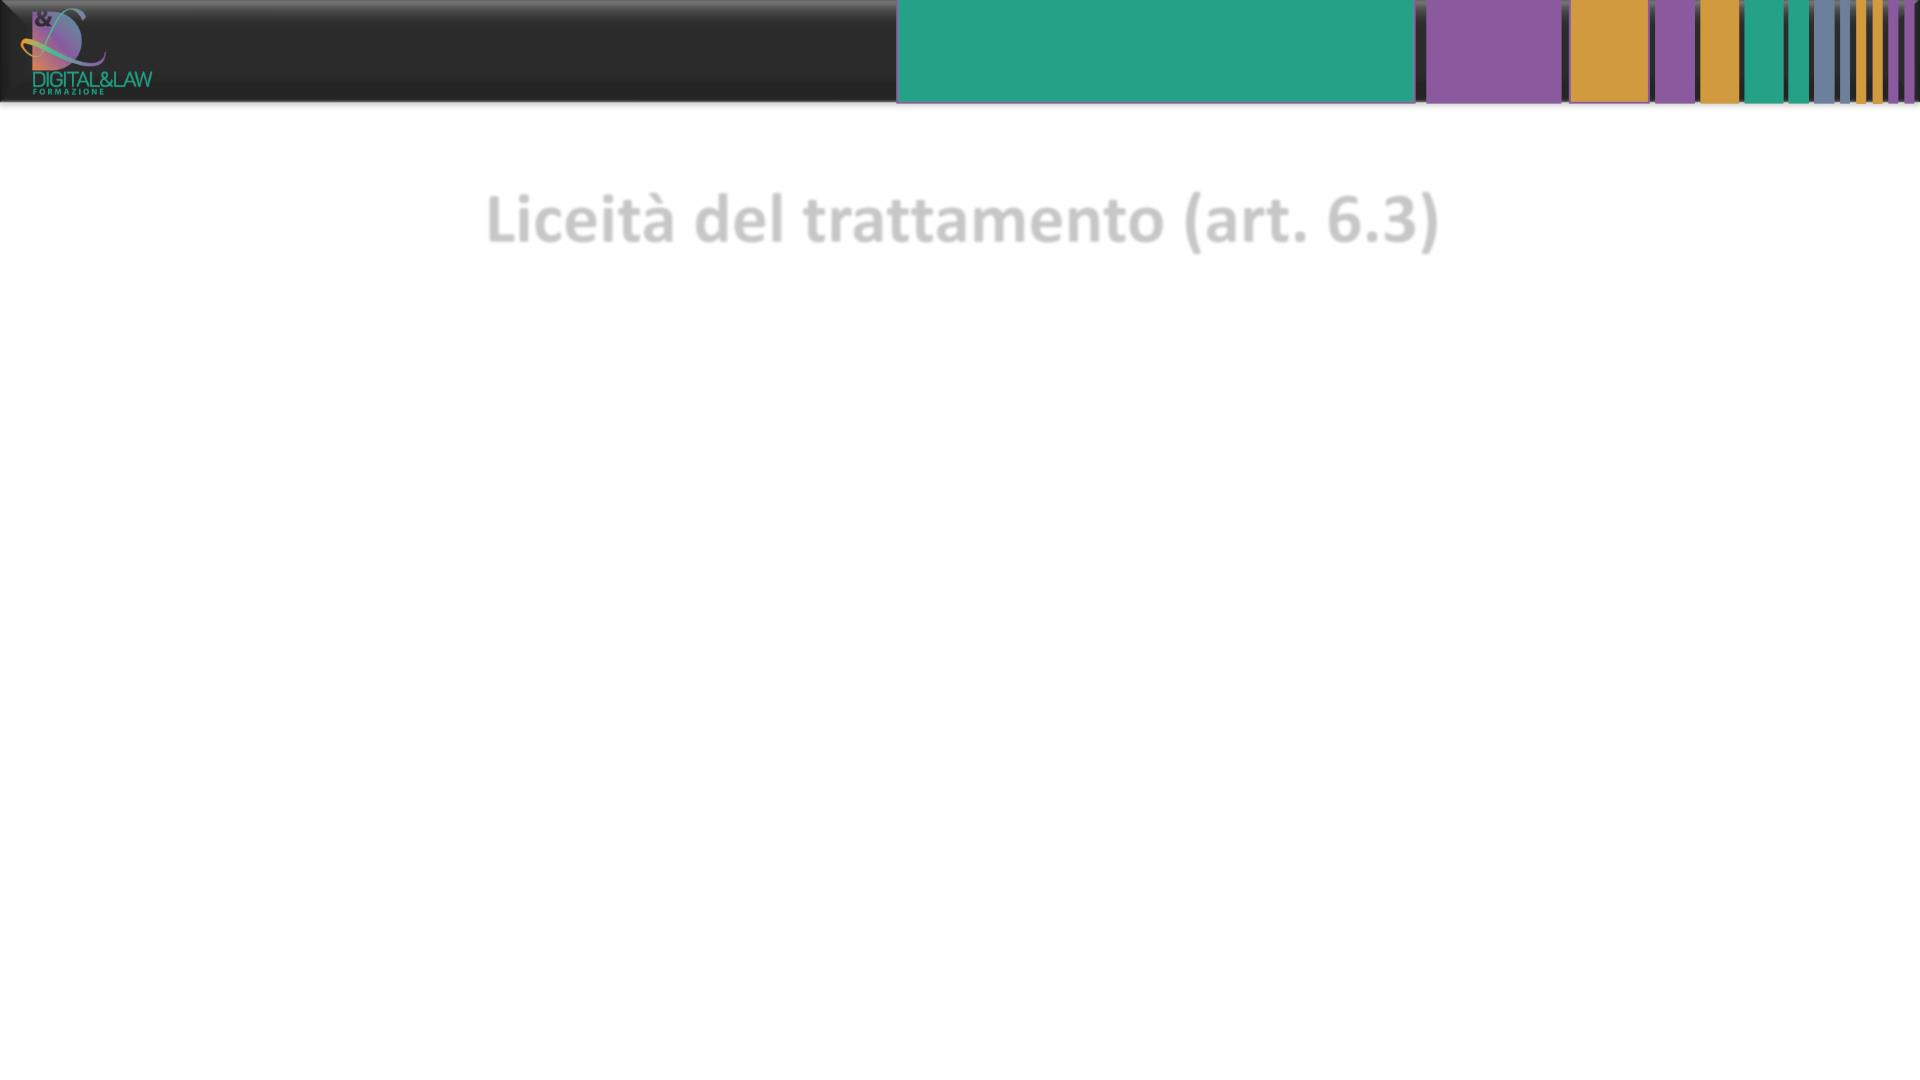 &
DIGITAL&LAW
FORMAZIONE
Liceità del trattamento (art. 6.3)